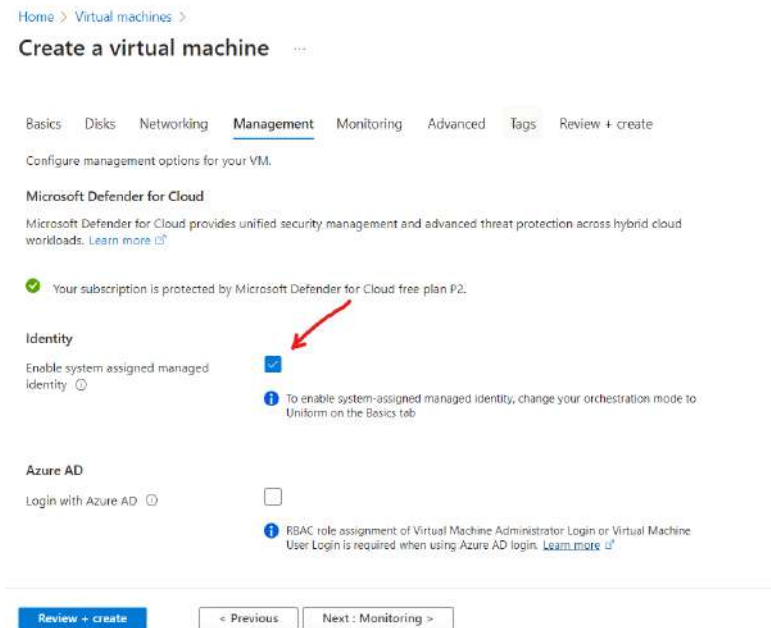 Home > Virtual machines >
Create a virtual machine ...
Basics Disks Networking Management Monitoring Advanced Tags Review + create
Configure management options for your VM.
Microsoft Defender for Cloud
Microsoft Defender for Cloud provides unified security management and advanced threat protection across hybrid cloud
workloads. Learn more
Your subscription is protected by Microsoft Defender for Cloud free plan P2.
Identity
Enable system assigned managed
identity
To enable system-assigned managed identity, change your orchestration mode to
Uniform on the Basics tab
Azure AD
Login with Azure AD
RBAC role assignment of Virtual Machine Administrator Login or Virtual Machine
User Login is required when using Azure AD login. Learn more
Review + create < Previous Next : Monitoring >